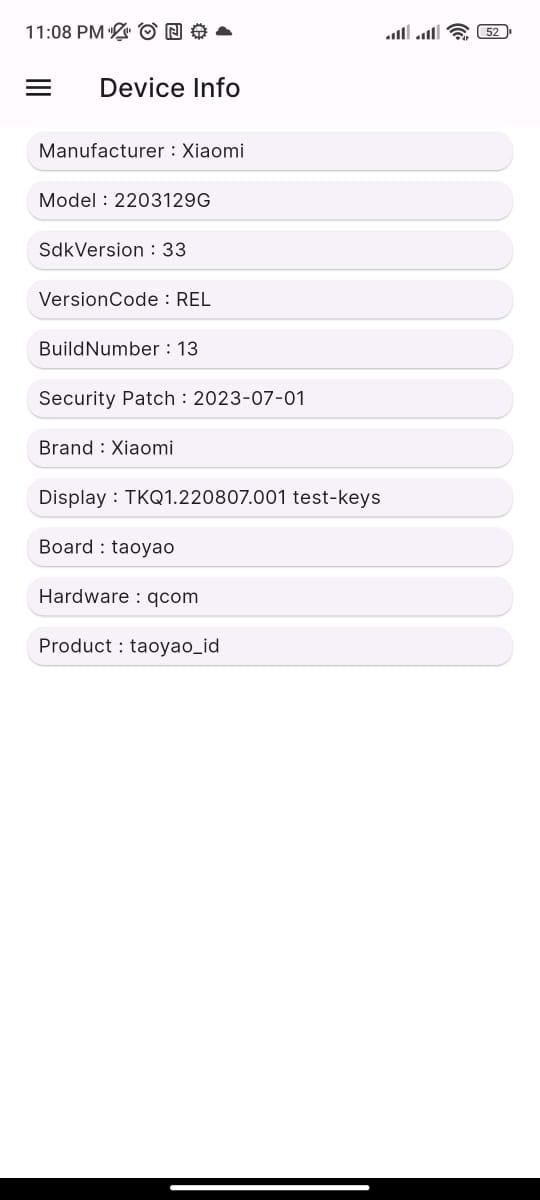 11:08 PM
52
Device Info
Manufacturer : Xiaomi
Model : 2203129G
SdkVersion : 33
VersionCode : REL
BuildNumber : 13
Security Patch : 2023-07-01
Brand : Xiaomi
Display : TKQ1.220807.001 test-keys
Board : taoyao
Hardware : qcom
Product : taoyao_id